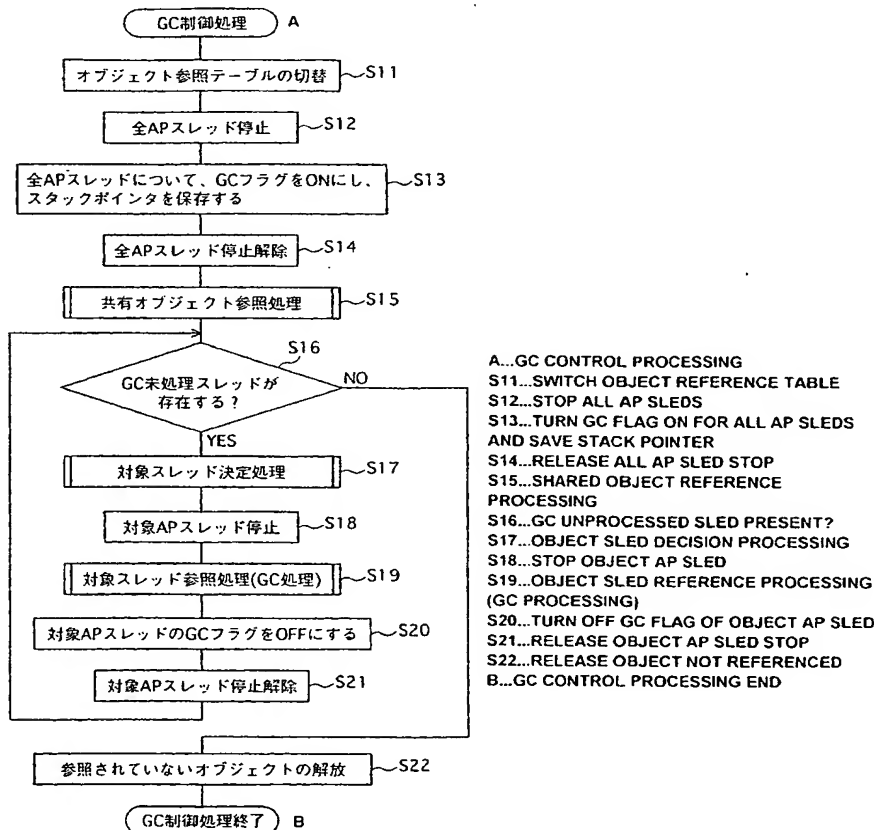 GC制御処理 A
オブジェクト参照テーブルの切替 S11
全APスレッド停止 S12
全APスレッドについて、GCフラグをONにし、
スタックポインタを保存する S13
全APスレッド停止解除 S14
共有オブジェクト参照処理 S15
S16
GC未処理スレッドが
存在する?
NO
YES
対象スレッド決定処理 S17
対象APスレッド停止 S18
対象スレッド参照処理(GC処理) S19
対象APスレッドのGCフラグをOFFにする S20
対象APスレッド停止解除 S21
参照されていないオブジェクトの解放 S22
GC制御処理終了 B
A...GC CONTROL PROCESSING
S11...SWITCH OBJECT REFERENCE TABLE
S12...STOP ALL AP SLEDS
S13...TURN GC FLAG ON FOR ALL AP SLEDS
AND SAVE STACK POINTER
S14...RELEASE ALL AP SLED STOP
S15...SHARED OBJECT REFERENCE
PROCESSING
S16...GC UNPROCESSED SLED PRESENT?
S17...OBJECT SLED DECISION PROCESSING
S18...STOP OBJECT AP SLED
S19...OBJECT SLED REFERENCE PROCESSING
(GC PROCESSING)
S20...TURN OFF GC FLAG OF OBJECT AP SLED
S21...RELEASE OBJECT AP SLED STOP
S22...RELEASE OBJECT NOT REFERENCED
B...GC CONTROL PROCESSING END